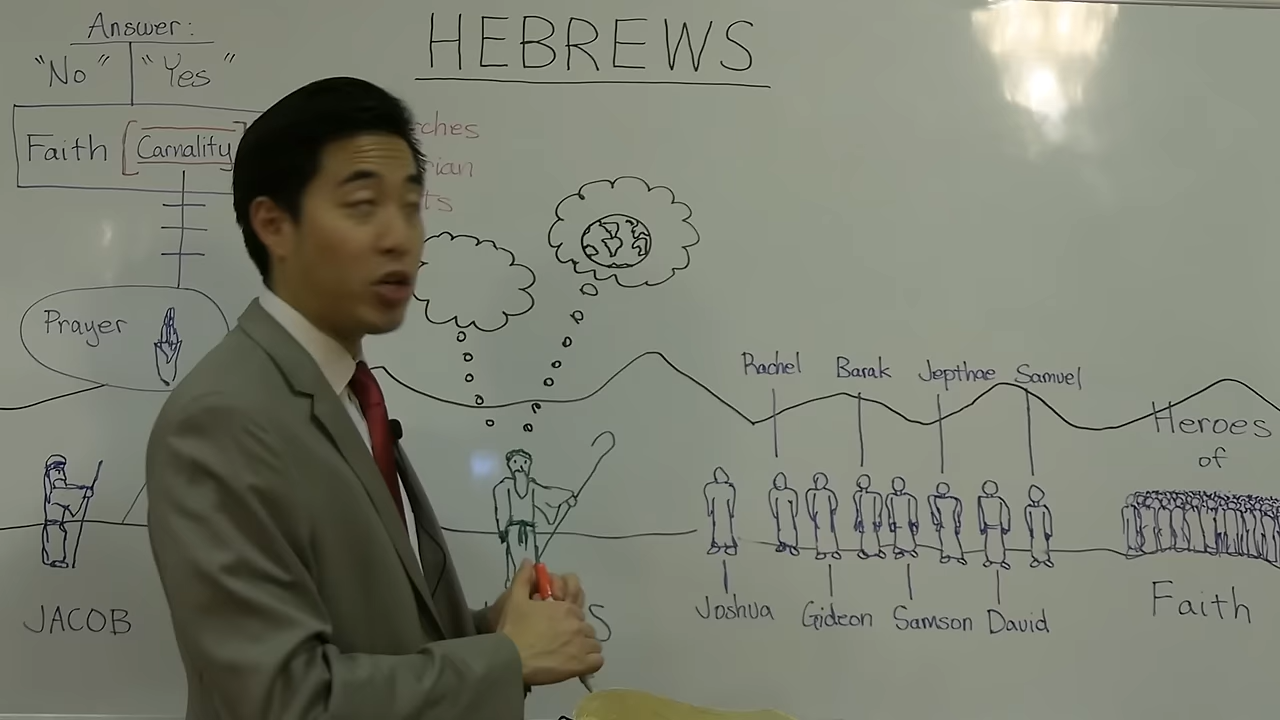 Answer:
"No" "Yes"
HEBREWS
Faith [Carnality]
Prayer
Rachel Barak Jepthae Samuel
Heroes
of
Faith
JACOB
Joshua Gideon Samson David